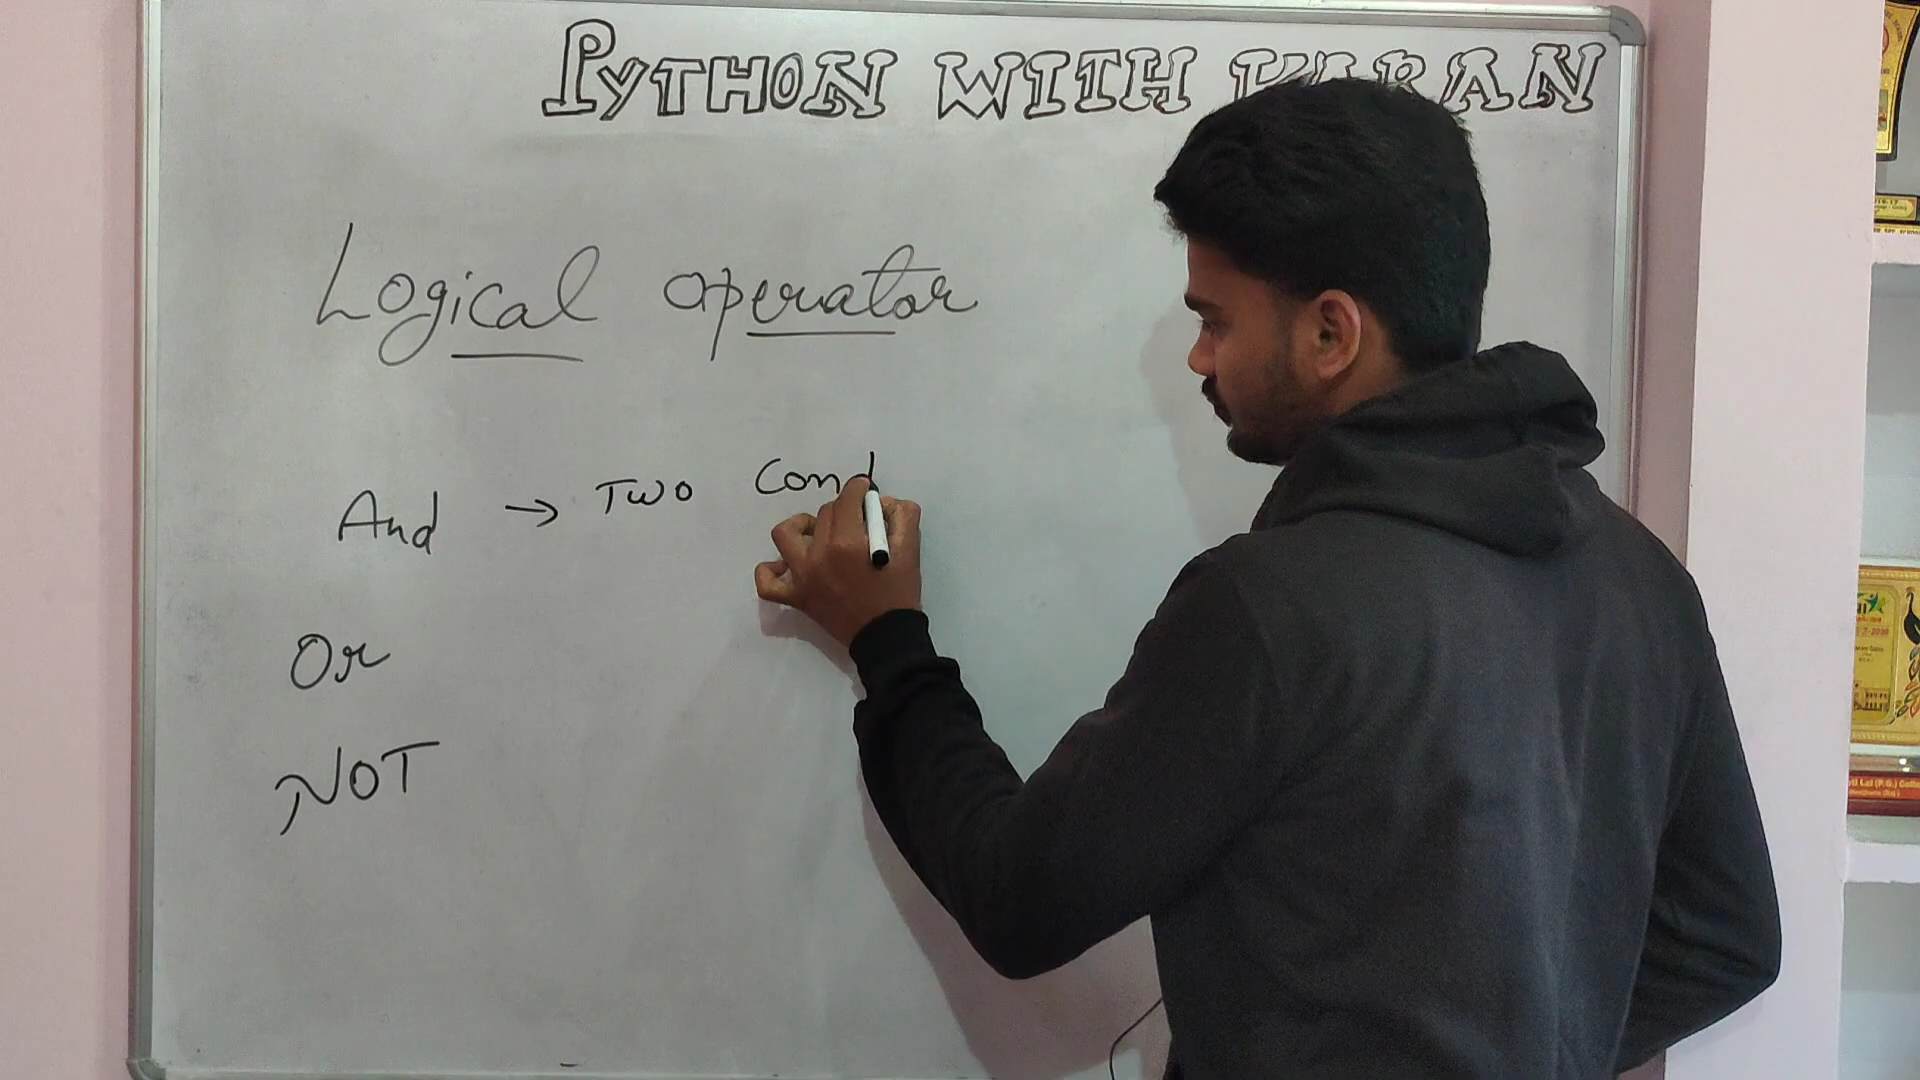 PYTHON WITH
Logical operator
And → Two Cond
Or
NOT